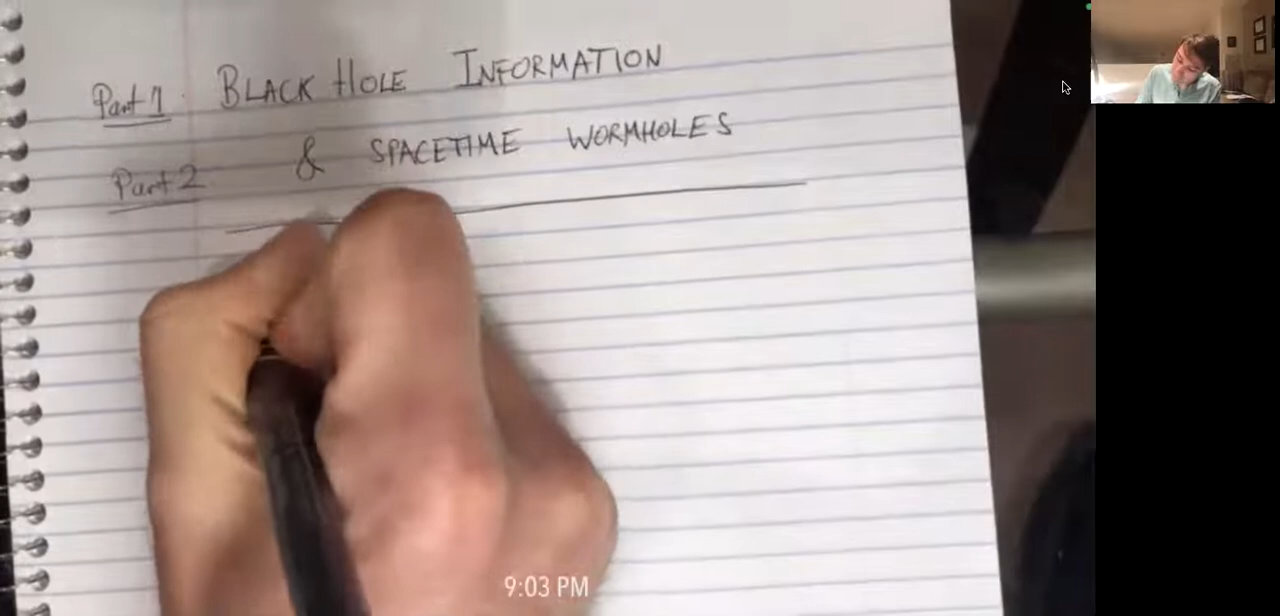 Part 1 BLACK HOLE INFORMATION
Part 2 & SPACETIME WORMHOLES
9:03 PM